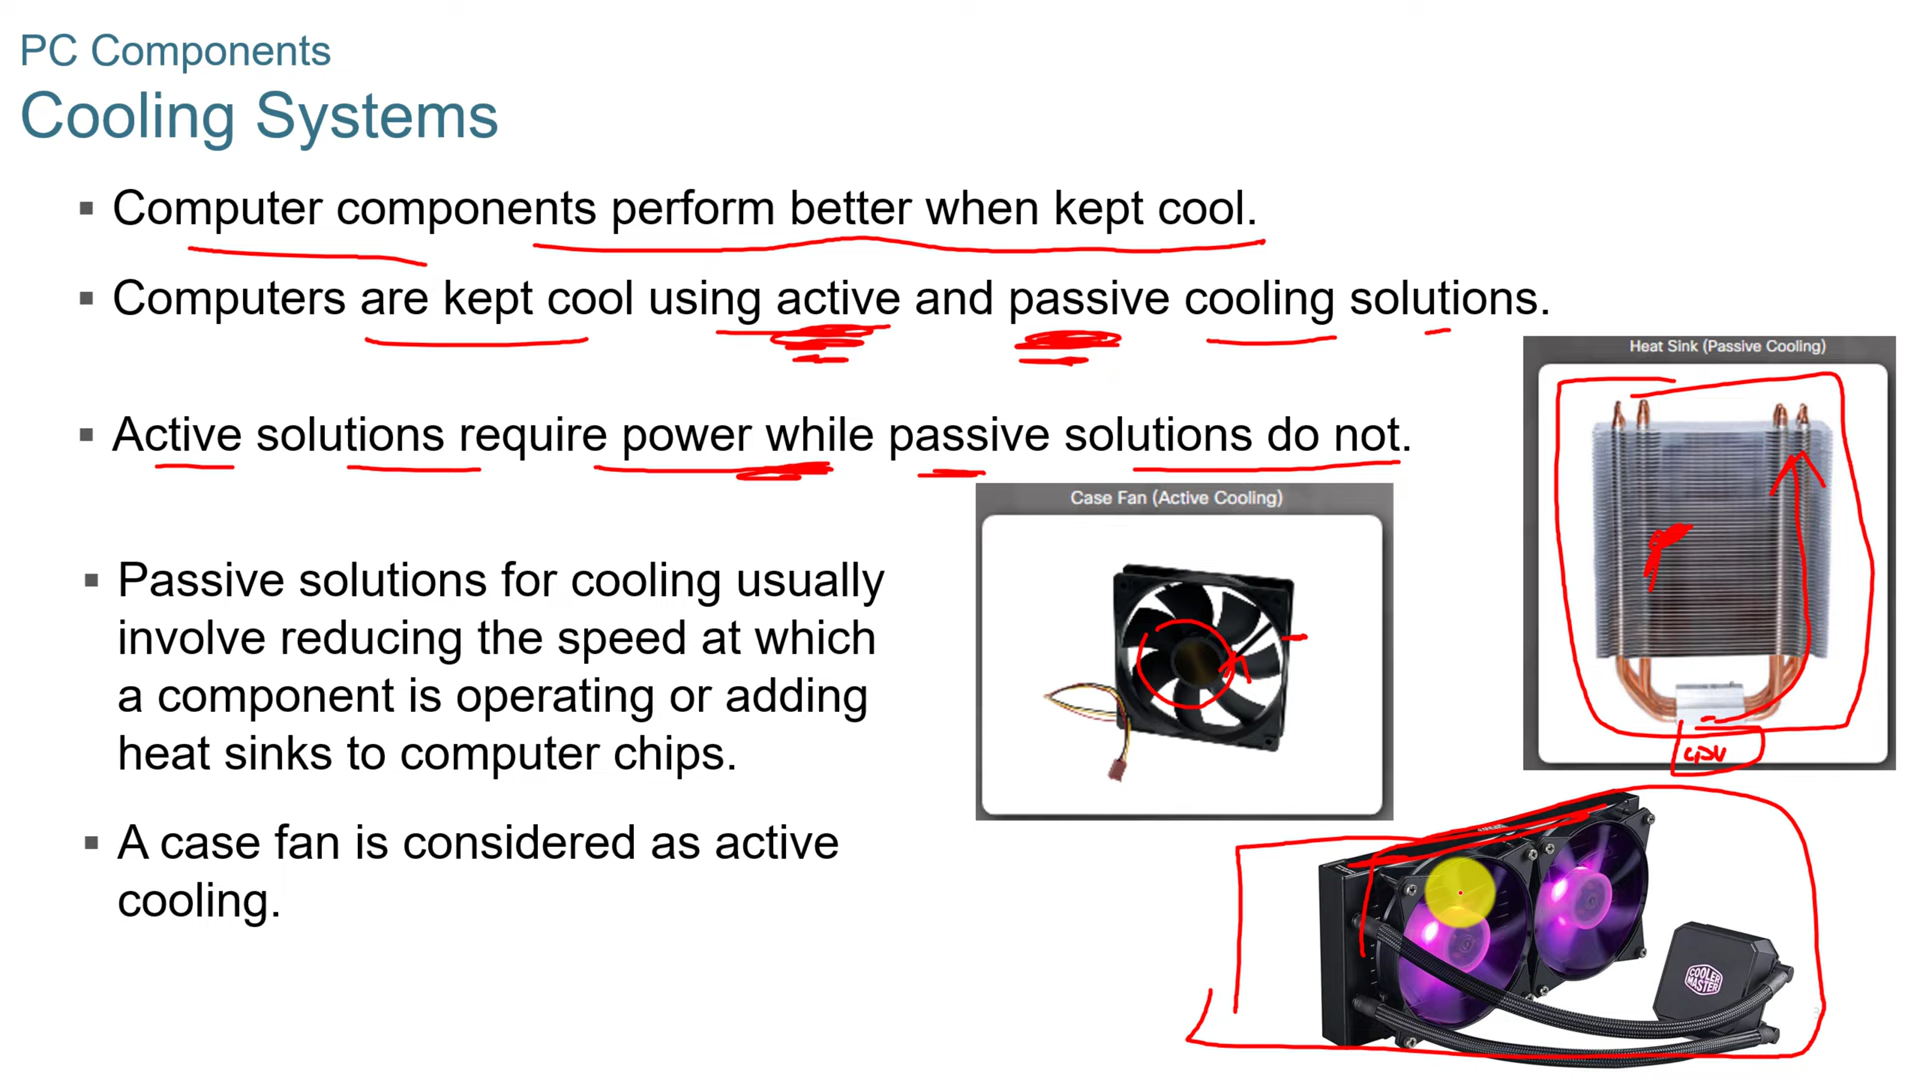 PC Components
Cooling Systems
▪ Computer components perform better when kept cool.
▪ Computers are kept cool using active and passive cooling solutions.
Heat Sink (Passive Cooling)
▪ Active solutions require power while passive solutions do not.
Case Fan (Active Cooling)
▪ Passive solutions for cooling usually
involve reducing the speed at which
a component is operating or adding
heat sinks to computer chips.
▪ A case fan is considered as active
cooling.
COOLER
MASTER